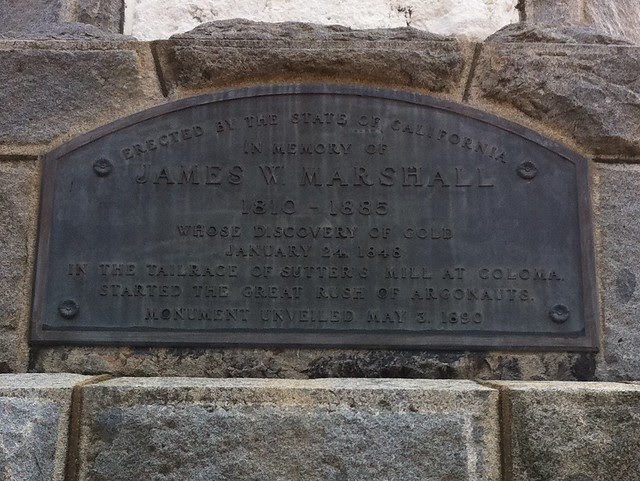 ERECTED BY THE STATE OF CALIFORNIA
IN MEMORY OF
JAMES W. MARSHALL
1810 - 1885
WHOSE DISCOVERY OF GOLD
JANUARY 24, 1848
IN THE TAILRACE OF SUTTER'S MILL AT COLOMA,
STARTED THE GREAT RUSH OF ARGONAUTS.
MONUMENT UNVEILED MAY 3, 1890